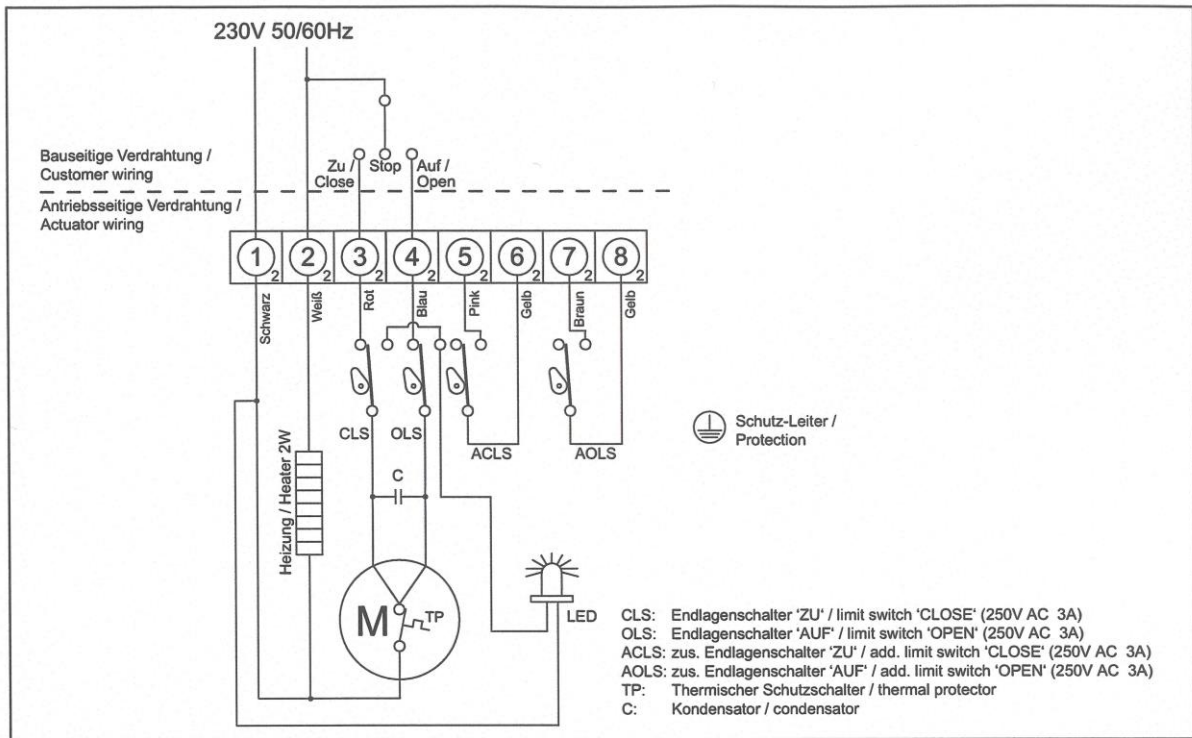 230V 50/60Hz
Bauseitige Verdrahtung /
Customer wiring
Zu /
Close
Stop
Auf /
Open
Antriebsseitige Verdrahtung /
Actuator wiring
1 2
2 2
3 2
4 2
5 2
6 2
7 2
8 2
Schwarz
Weiß
Rot
Blau
Pink
Gelb
Braun
Gelb
CLS
OLS
ACLS
AOLS
Schutz-Leiter /
Protection
Heizung / Heater 2W
C
M
TP
LED
CLS: Endlagenschalter 'ZU' / limit switch 'CLOSE' (250V AC 3A)
OLS: Endlagenschalter 'AUF' / limit switch 'OPEN' (250V AC 3A)
ACLS: zus. Endlagenschalter 'ZU' / add. limit switch 'CLOSE' (250V AC 3A)
AOLS: zus. Endlagenschalter 'AUF' / add. limit switch 'OPEN' (250V AC 3A)
TP: Thermischer Schutzschalter / thermal protector
C: Kondensator / condensator